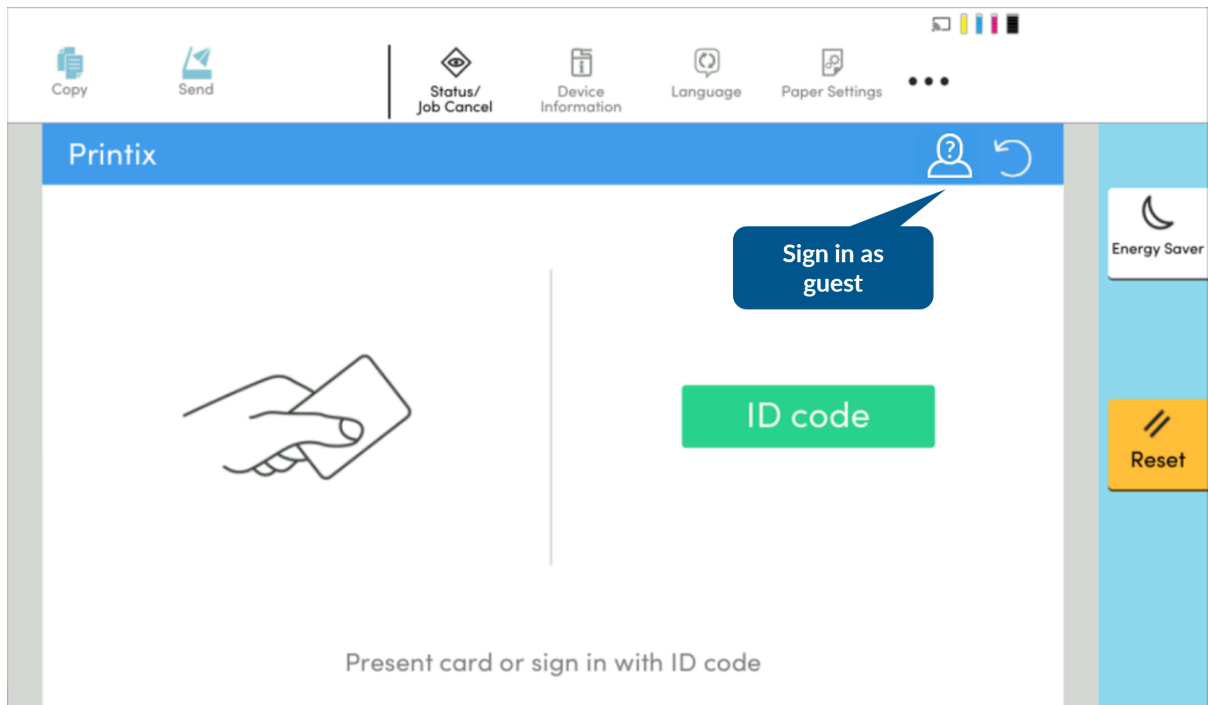 Copy
Send
Status/
Job Cancel
Device
Information
Language
Paper Settings
Printix
?
Sign in as
guest
Energy Saver
ID code
Reset
Present card or sign in with ID code